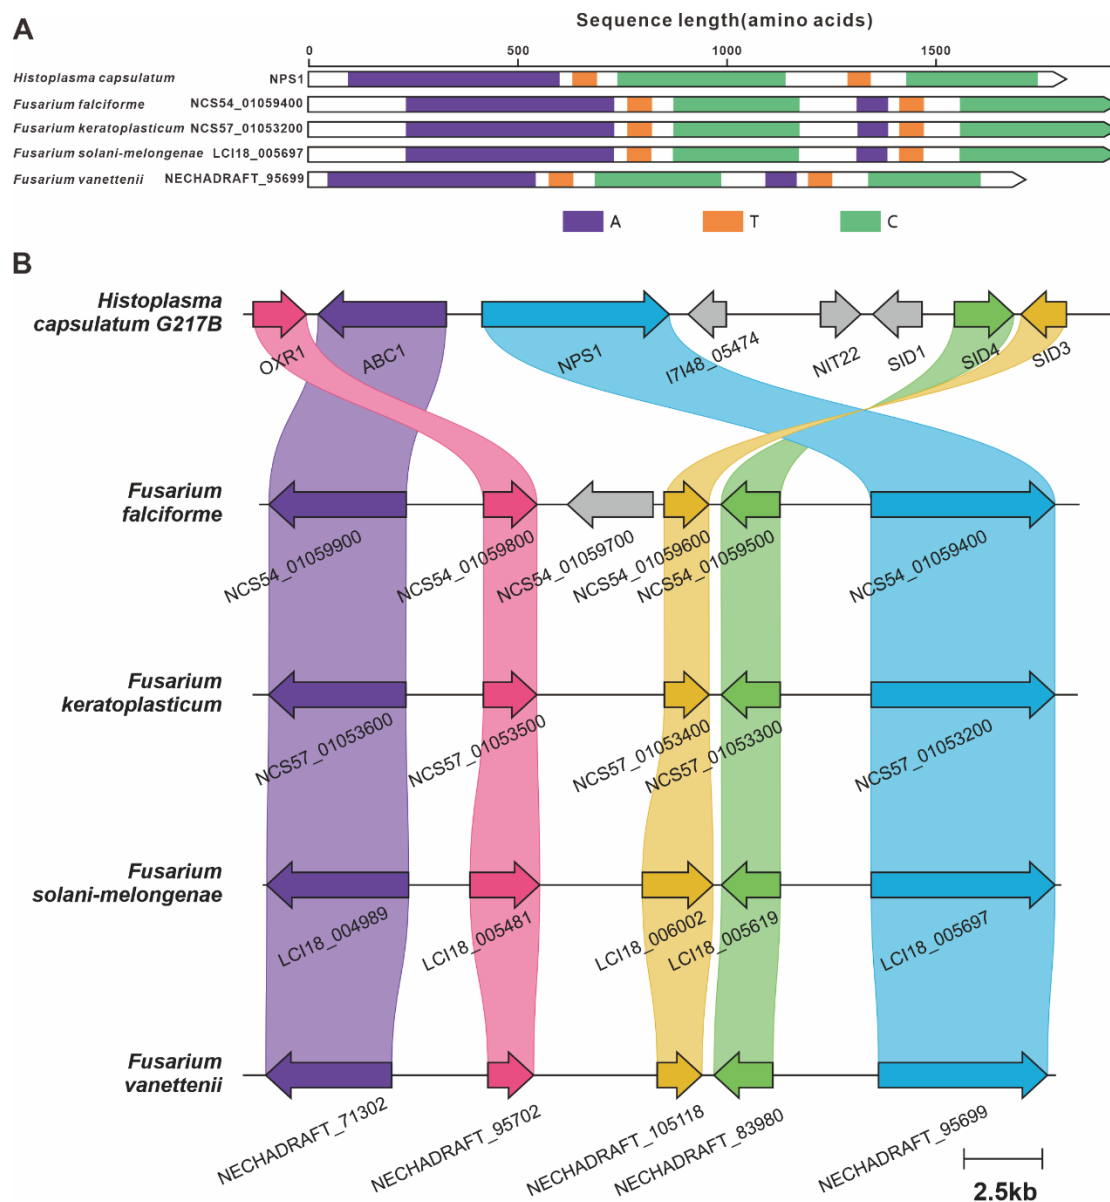 A
Sequence length(amino acids)
0 500 1000 1500
Histoplasma capsulatum NPS1
Fusarium falciforme NCS54_01059400
Fusarium keratoplasticum NCS57_01053200
Fusarium solani-melongenae LCI18_005697
Fusarium vanettenii NECHADRAFT_95699
A T C
B
Histoplasma
capsulatum G217B
OXR1 ABC1 NPS1 I7I48_05474 NIT22 SID1 SID4 SID3
Fusarium
falciforme
NCS54_01059900 NCS54_01059800 NCS54_01059700 NCS54_01059600 NCS54_01059500 NCS54_01059400
Fusarium
keratoplasticum
NCS57_01053600 NCS57_01053500 NCS57_01053400 NCS57_01053300 NCS57_01053200
Fusarium
solani-melongenae
LCI18_004989 LCI18_005481 LCI18_006002 LCI18_005619 LCI18_005697
Fusarium
vanettenii
NECHADRAFT_71302 NECHADRAFT_95702 NECHADRAFT_105118 NECHADRAFT_83980 NECHADRAFT_95699
2.5kb